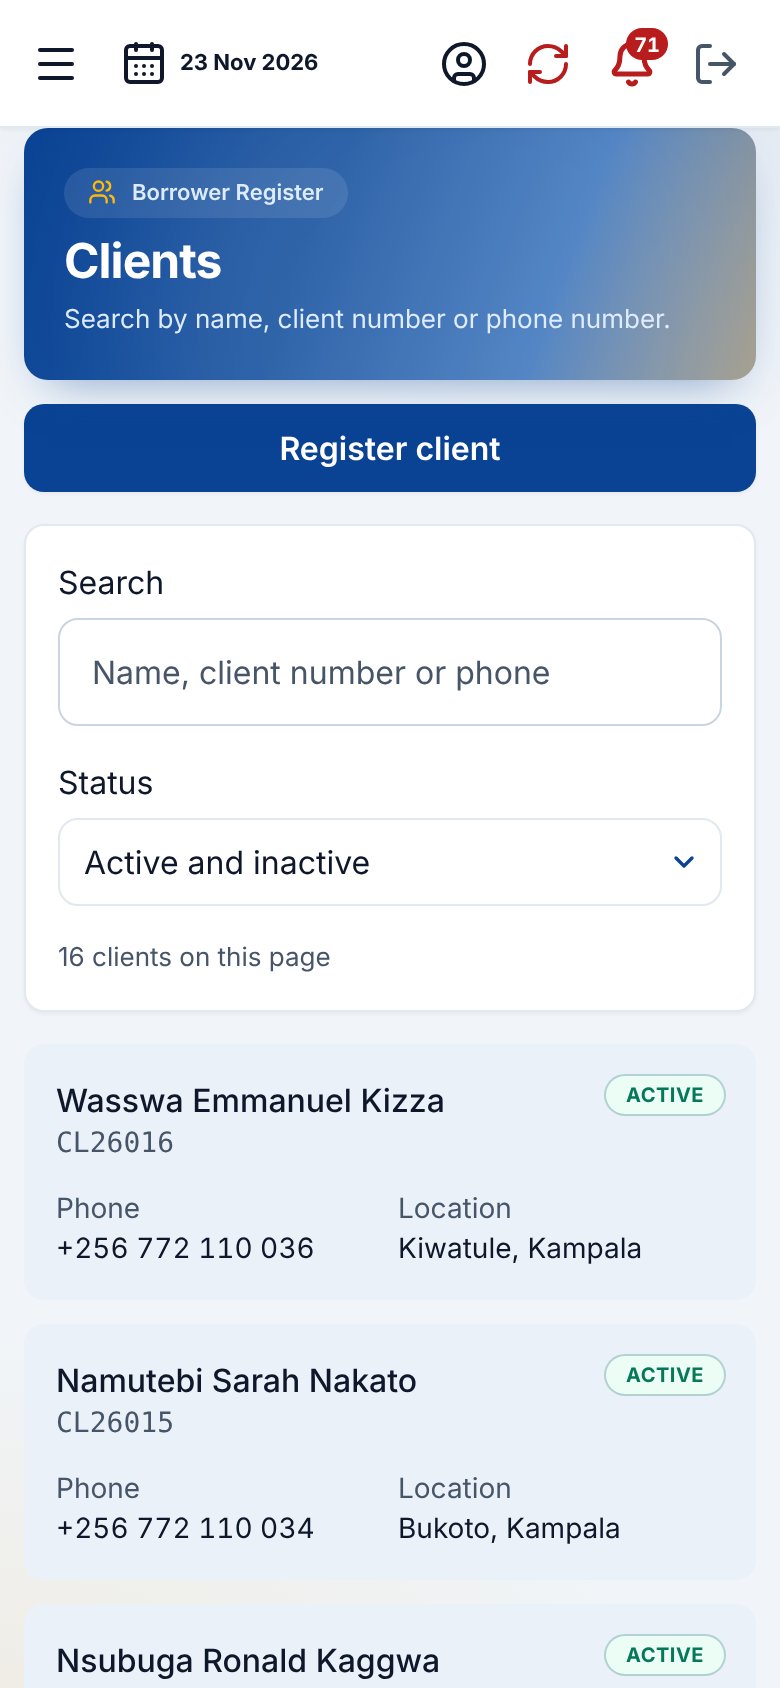 23 Nov 2026
71
Borrower Register
Clients
Search by name, client number or phone number.
Register client
Search
Name, client number or phone
Status
Active and inactive
16 clients on this page
Wasswa Emmanuel Kizza
ACTIVE
CL26016
Phone
Location
+256 772 110 036
Kiwatule, Kampala
Namutebi Sarah Nakato
ACTIVE
CL26015
Phone
Location
+256 772 110 034
Bukoto, Kampala
Nsubuga Ronald Kaggwa
ACTIVE